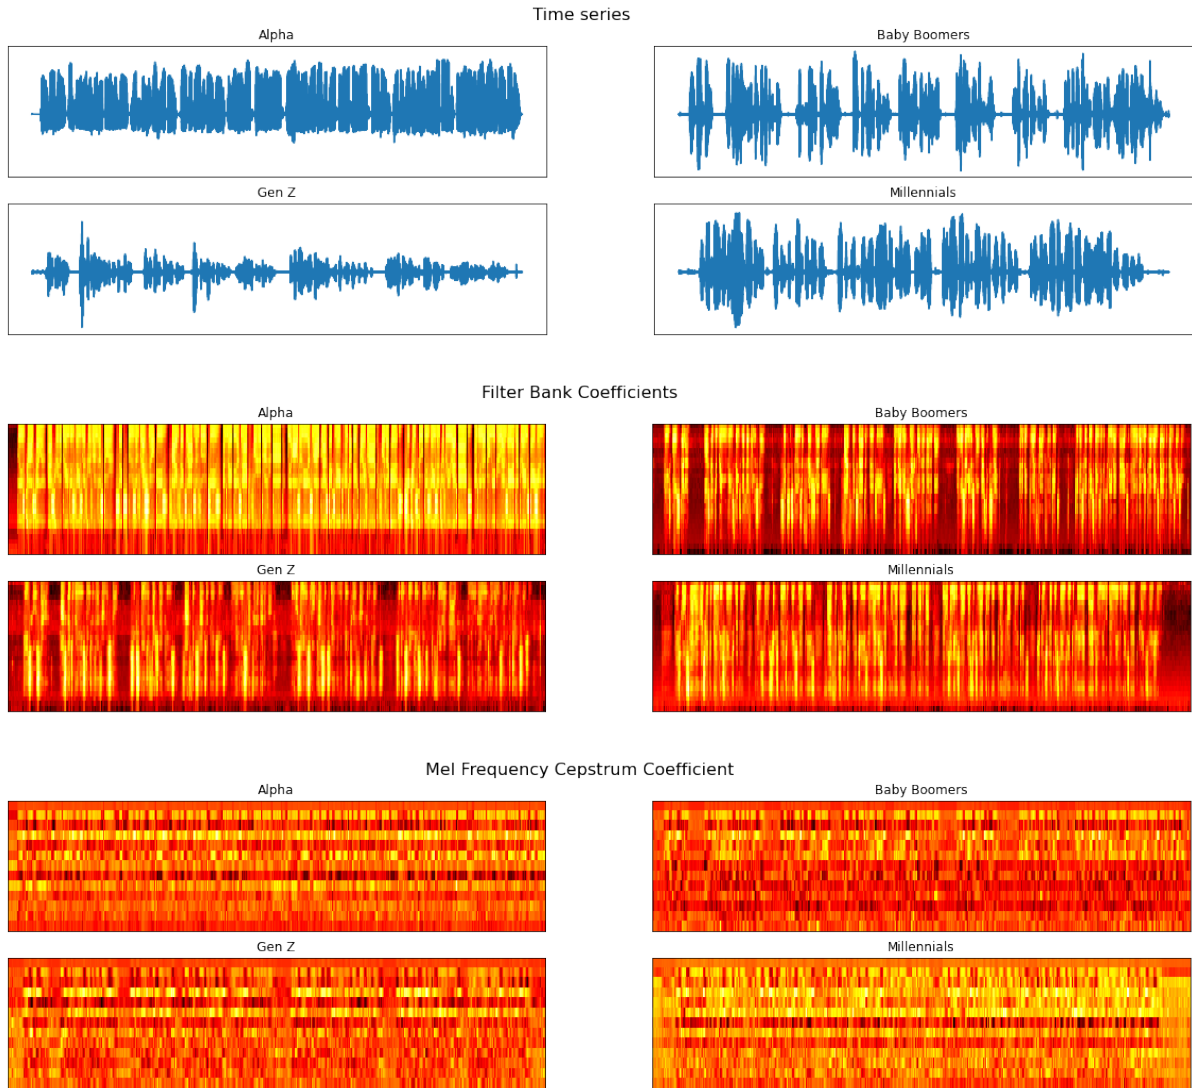 Time series
Alpha
Baby Boomers
Gen Z
Millennials
Filter Bank Coefficients
Alpha
Baby Boomers
Gen Z
Millennials
Mel Frequency Cepstrum Coefficient
Alpha
Baby Boomers
Gen Z
Millennials